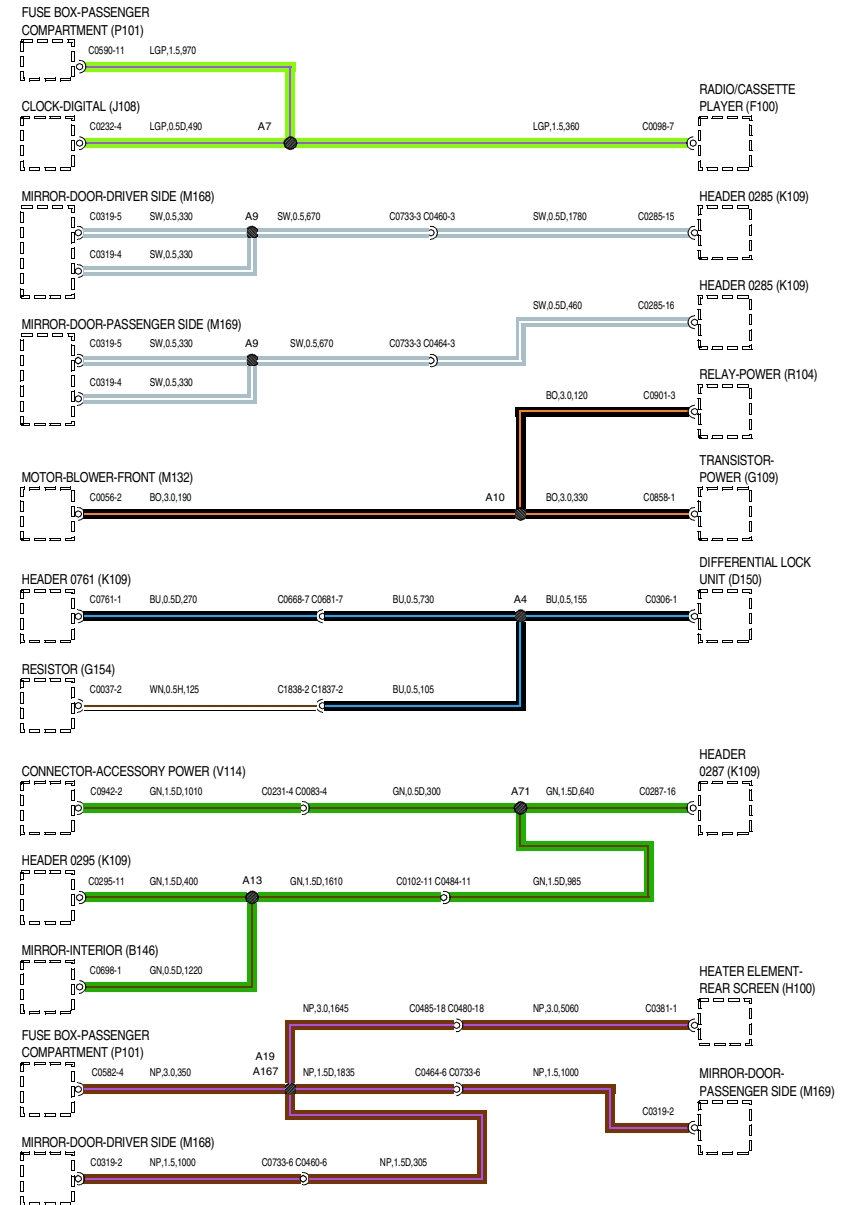 FUSE BOX-PASSENGER
COMPARTMENT (P101)
C0590-11 LGP,1.5,970
CLOCK-DIGITAL (J108)
C0232-4 LGP,0.5D,490 A7 LGP,1.5,360 C0098-7
RADIO/CASSETTE
PLAYER (F100)
MIRROR-DOOR-DRIVER SIDE (M168)
HEADER 0285 (K109)
C0319-5 SW,0.5,330 A9 SW,0.5,670 C0733-3 C0460-3 SW,0.5D,1780 C0285-15
C0319-4 SW,0.5,330
HEADER 0285 (K109)
SW,0.5D,460 C0285-16
MIRROR-DOOR-PASSENGER SIDE (M169)
C0319-5 SW,0.5,330 A9 SW,0.5,670 C0733-3 C0464-3
C0319-4 SW,0.5,330
RELAY-POWER (R104)
BO,3.0,120 C0901-3
TRANSISTOR-
POWER (G109)
MOTOR-BLOWER-FRONT (M132)
C0056-2 BO,3.0,190 A10 BO,3.0,330 C0858-1
DIFFERENTIAL LOCK
UNIT (D150)
HEADER 0761 (K109)
C0761-1 BU,0.5D,270 C0668-7 C0681-7 BU,0.5,730 A4 BU,0.5,155 C0306-1
RESISTOR (G154)
C0037-2 WN,0.5H,125 C1838-2 C1837-2 BU,0.5,105
HEADER
0287 (K109)
CONNECTOR-ACCESSORY POWER (V114)
C0942-2 GN,1.5D,1010 C0231-4 C0083-4 GN,0.5D,300 A71 GN,1.5D,640 C0287-16
HEADER 0295 (K109)
C0295-11 GN,1.5D,400 A13 GN,1.5D,1610 C0102-11 C0484-11 GN,1.5D,985
MIRROR-INTERIOR (B146)
C0698-1 GN,0.5D,1220
HEATER ELEMENT-
REAR SCREEN (H100)
NP,3.0,1645 C0485-18 C0480-18 NP,3.0,5060 C0381-1
FUSE BOX-PASSENGER
COMPARTMENT (P101)
A19
C0582-4 NP,3.0,350 A167 NP,1.5D,1835 C0464-6 C0733-6 NP,1.5,1000
MIRROR-DOOR-
PASSENGER SIDE (M169)
C0319-2
MIRROR-DOOR-DRIVER SIDE (M168)
C0319-2 NP,1.5,1000 C0733-6 C0460-6 NP,1.5D,305